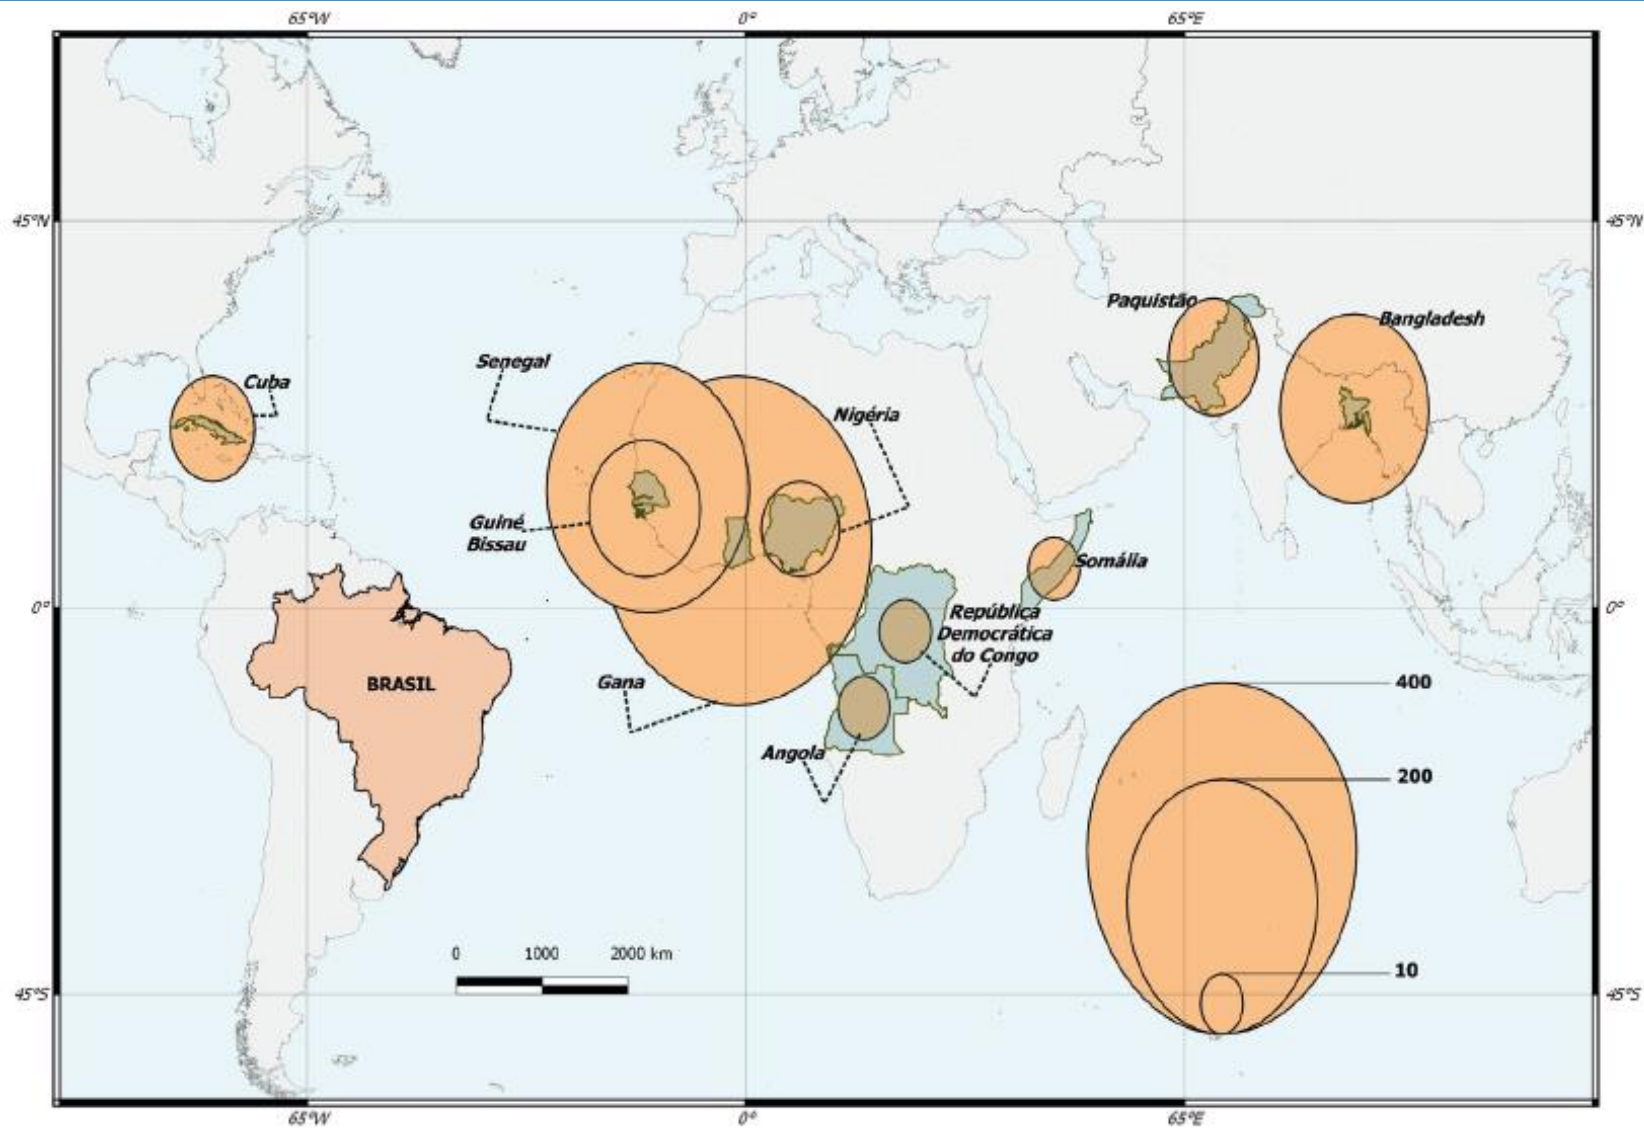 65°W
0°
65°E
45°N
45°N
Paquistão
Bangladesh
Senegal
Cuba
Nigéria
Guiné
Bissau
Somália
0°
0°
República
Democrática
do Congo
BRASIL
Gana
400
Angola
200
0
1000
2000 km
10
45°S
45°S
65°W
0°
65°E